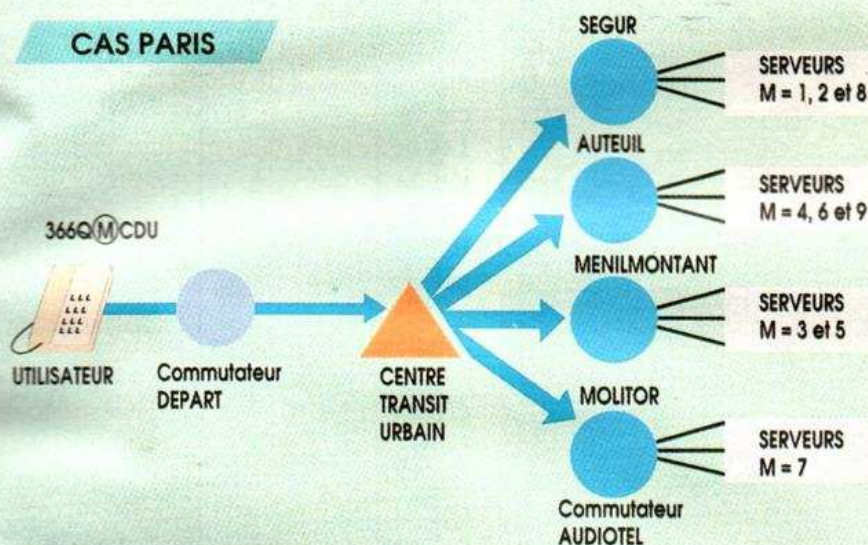 CAS PARIS
SEGUR
SERVEURS
M = 1, 2 et 8
AUTEUIL
SERVEURS
M = 4, 6 et 9
366QⓂCDU
MENILMONTANT
SERVEURS
M = 3 et 5
UTILISATEUR
Commutateur
DEPART
CENTRE
TRANSIT
URBAIN
MOLITOR
SERVEURS
M = 7
Commutateur
AUDIOTEL